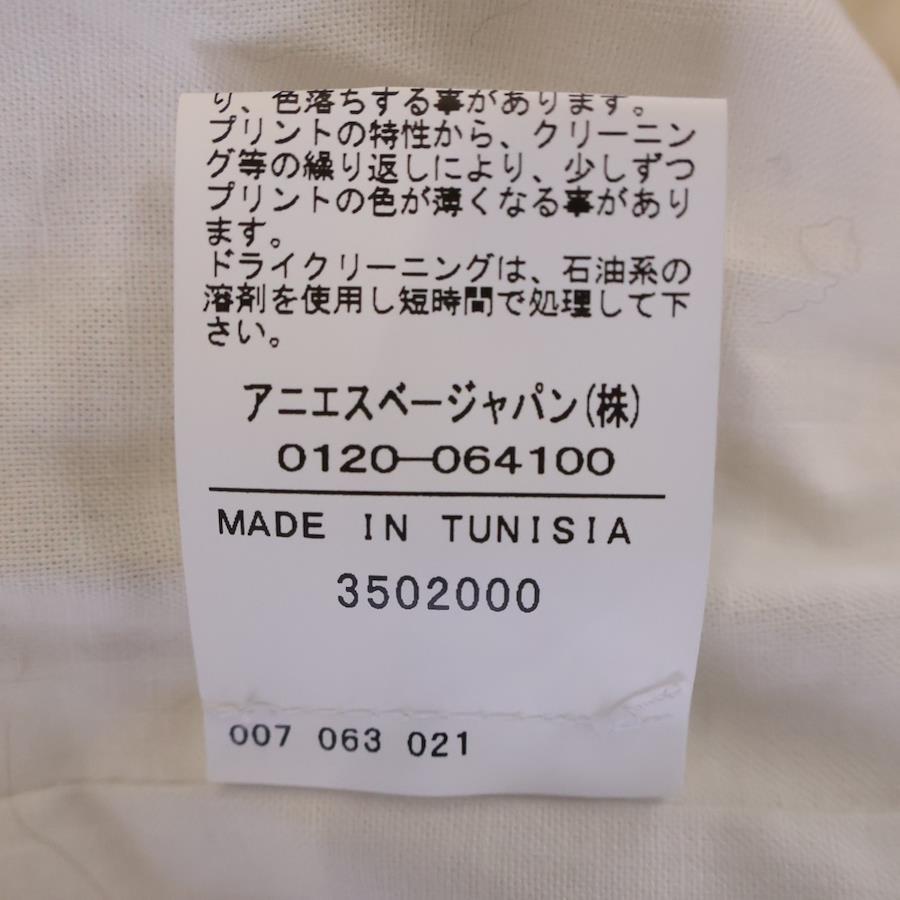 り、色落ちする事があります。
プリントの特性から、クリーニン
グ等の繰り返しにより、少しずつ
プリントの色が薄くなる事があり
ます。
ドライクリーニングは、石油系の
溶剤を使用し短時間で処理して下
さい。
アニエスベージャパン(株)
0120-064100
MADE IN TUNISIA
3502000
007 063 021